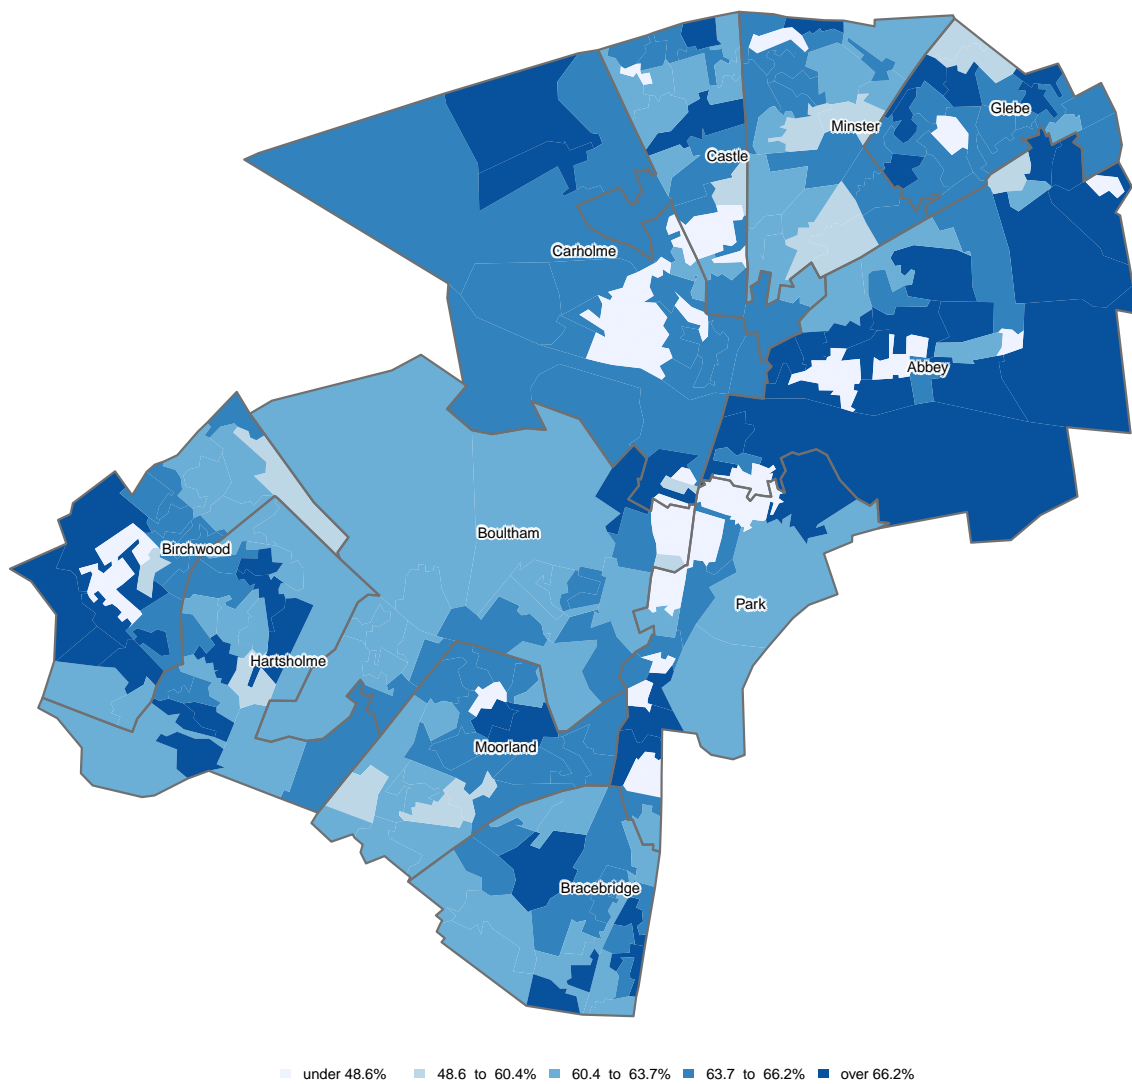 Glebe
Minster
Castle
Carholme
Abbey
Boultham
Birchwood
Park
Hartsholme
Moorland
Bracebridge
under 48.6% 48.6 to 60.4% 60.4 to 63.7% 63.7 to 66.2% over 66.2%